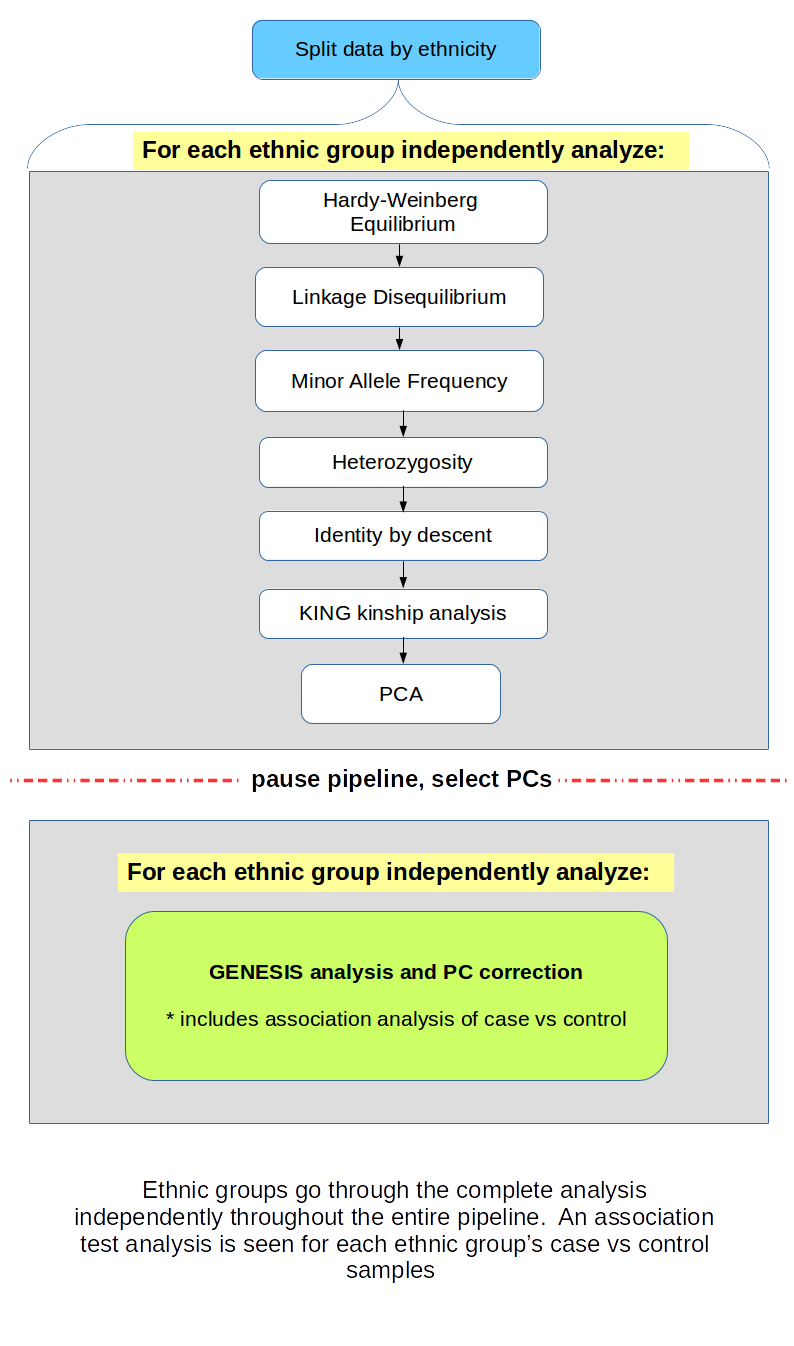 Split data by ethnicity
For each ethnic group independently analyze:
Hardy-Weinberg
Equilibrium
Linkage Disequilibrium
Minor Allele Frequency
Heterozygosity
Identity by descent
KING kinship analysis
PCA
pause pipeline, select PCs
For each ethnic group independently analyze:
GENESIS analysis and PC correction
* includes association analysis of case vs control
Ethnic groups go through the complete analysis
independently throughout the entire pipeline.  An association
test analysis is seen for each ethnic group’s case vs control
samples